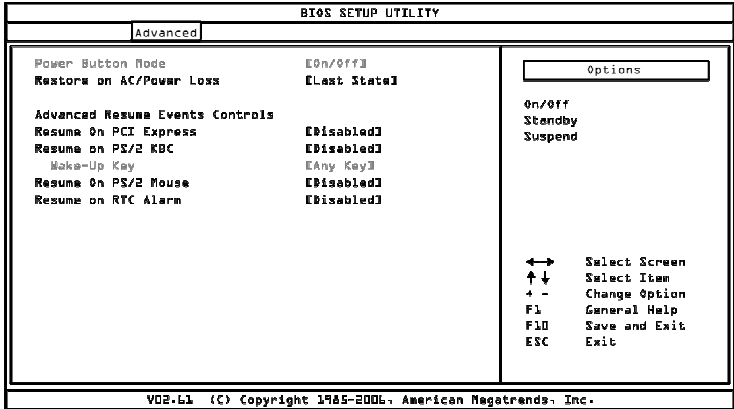 BIOS SETUP UTILITY
Advanced
Power Button Mode [On/Off]
Restore on AC/Power Loss [Last State]
Advanced Resume Events Controls
Resume On PCI Express [Disabled]
Resume on PS/2 KBC [Disabled]
Wake-Up Key [Any Key]
Resume On PS/2 Mouse [Disabled]
Resume on RTC Alarm [Disabled]
Options
On/Off
Standby
Suspend
Select Screen
Select Item
+ - Change Option
F1 General Help
F10 Save and Exit
ESC Exit
V02.61 (C) Copyright 1985-2006, American Megatrends, Inc.